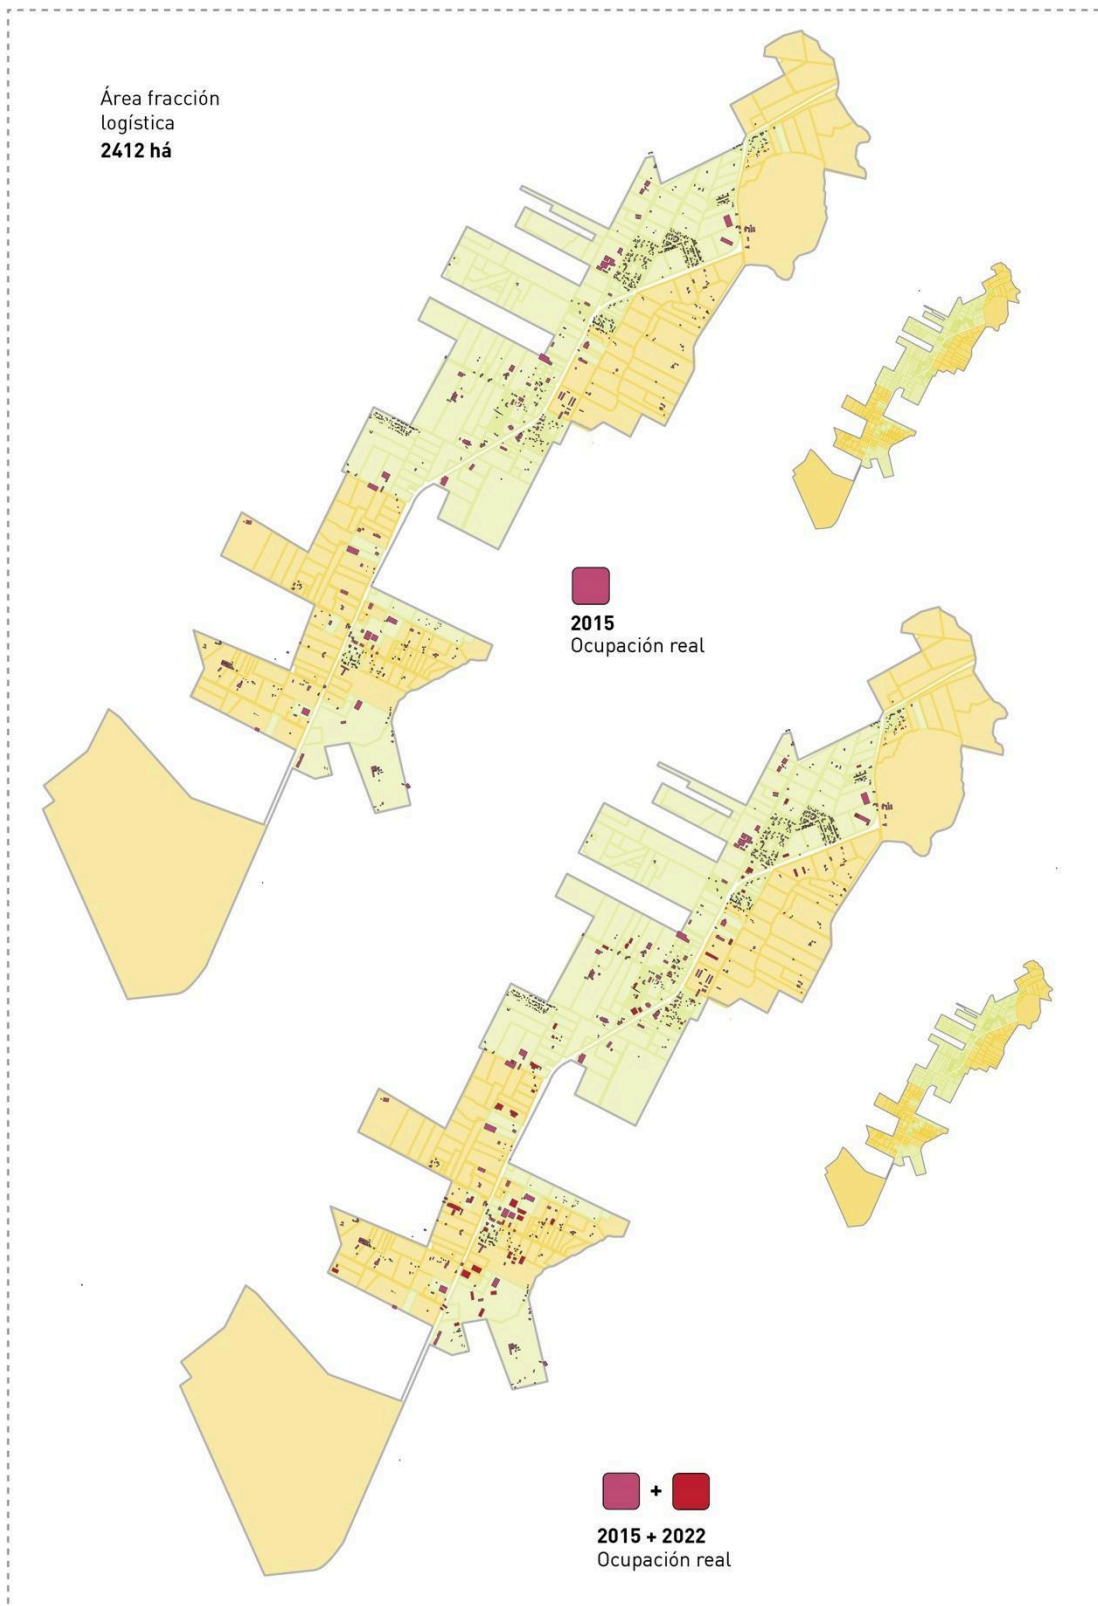 Área fracción
logística
2412 há
2015
Ocupación real
+
2015 + 2022
Ocupación real